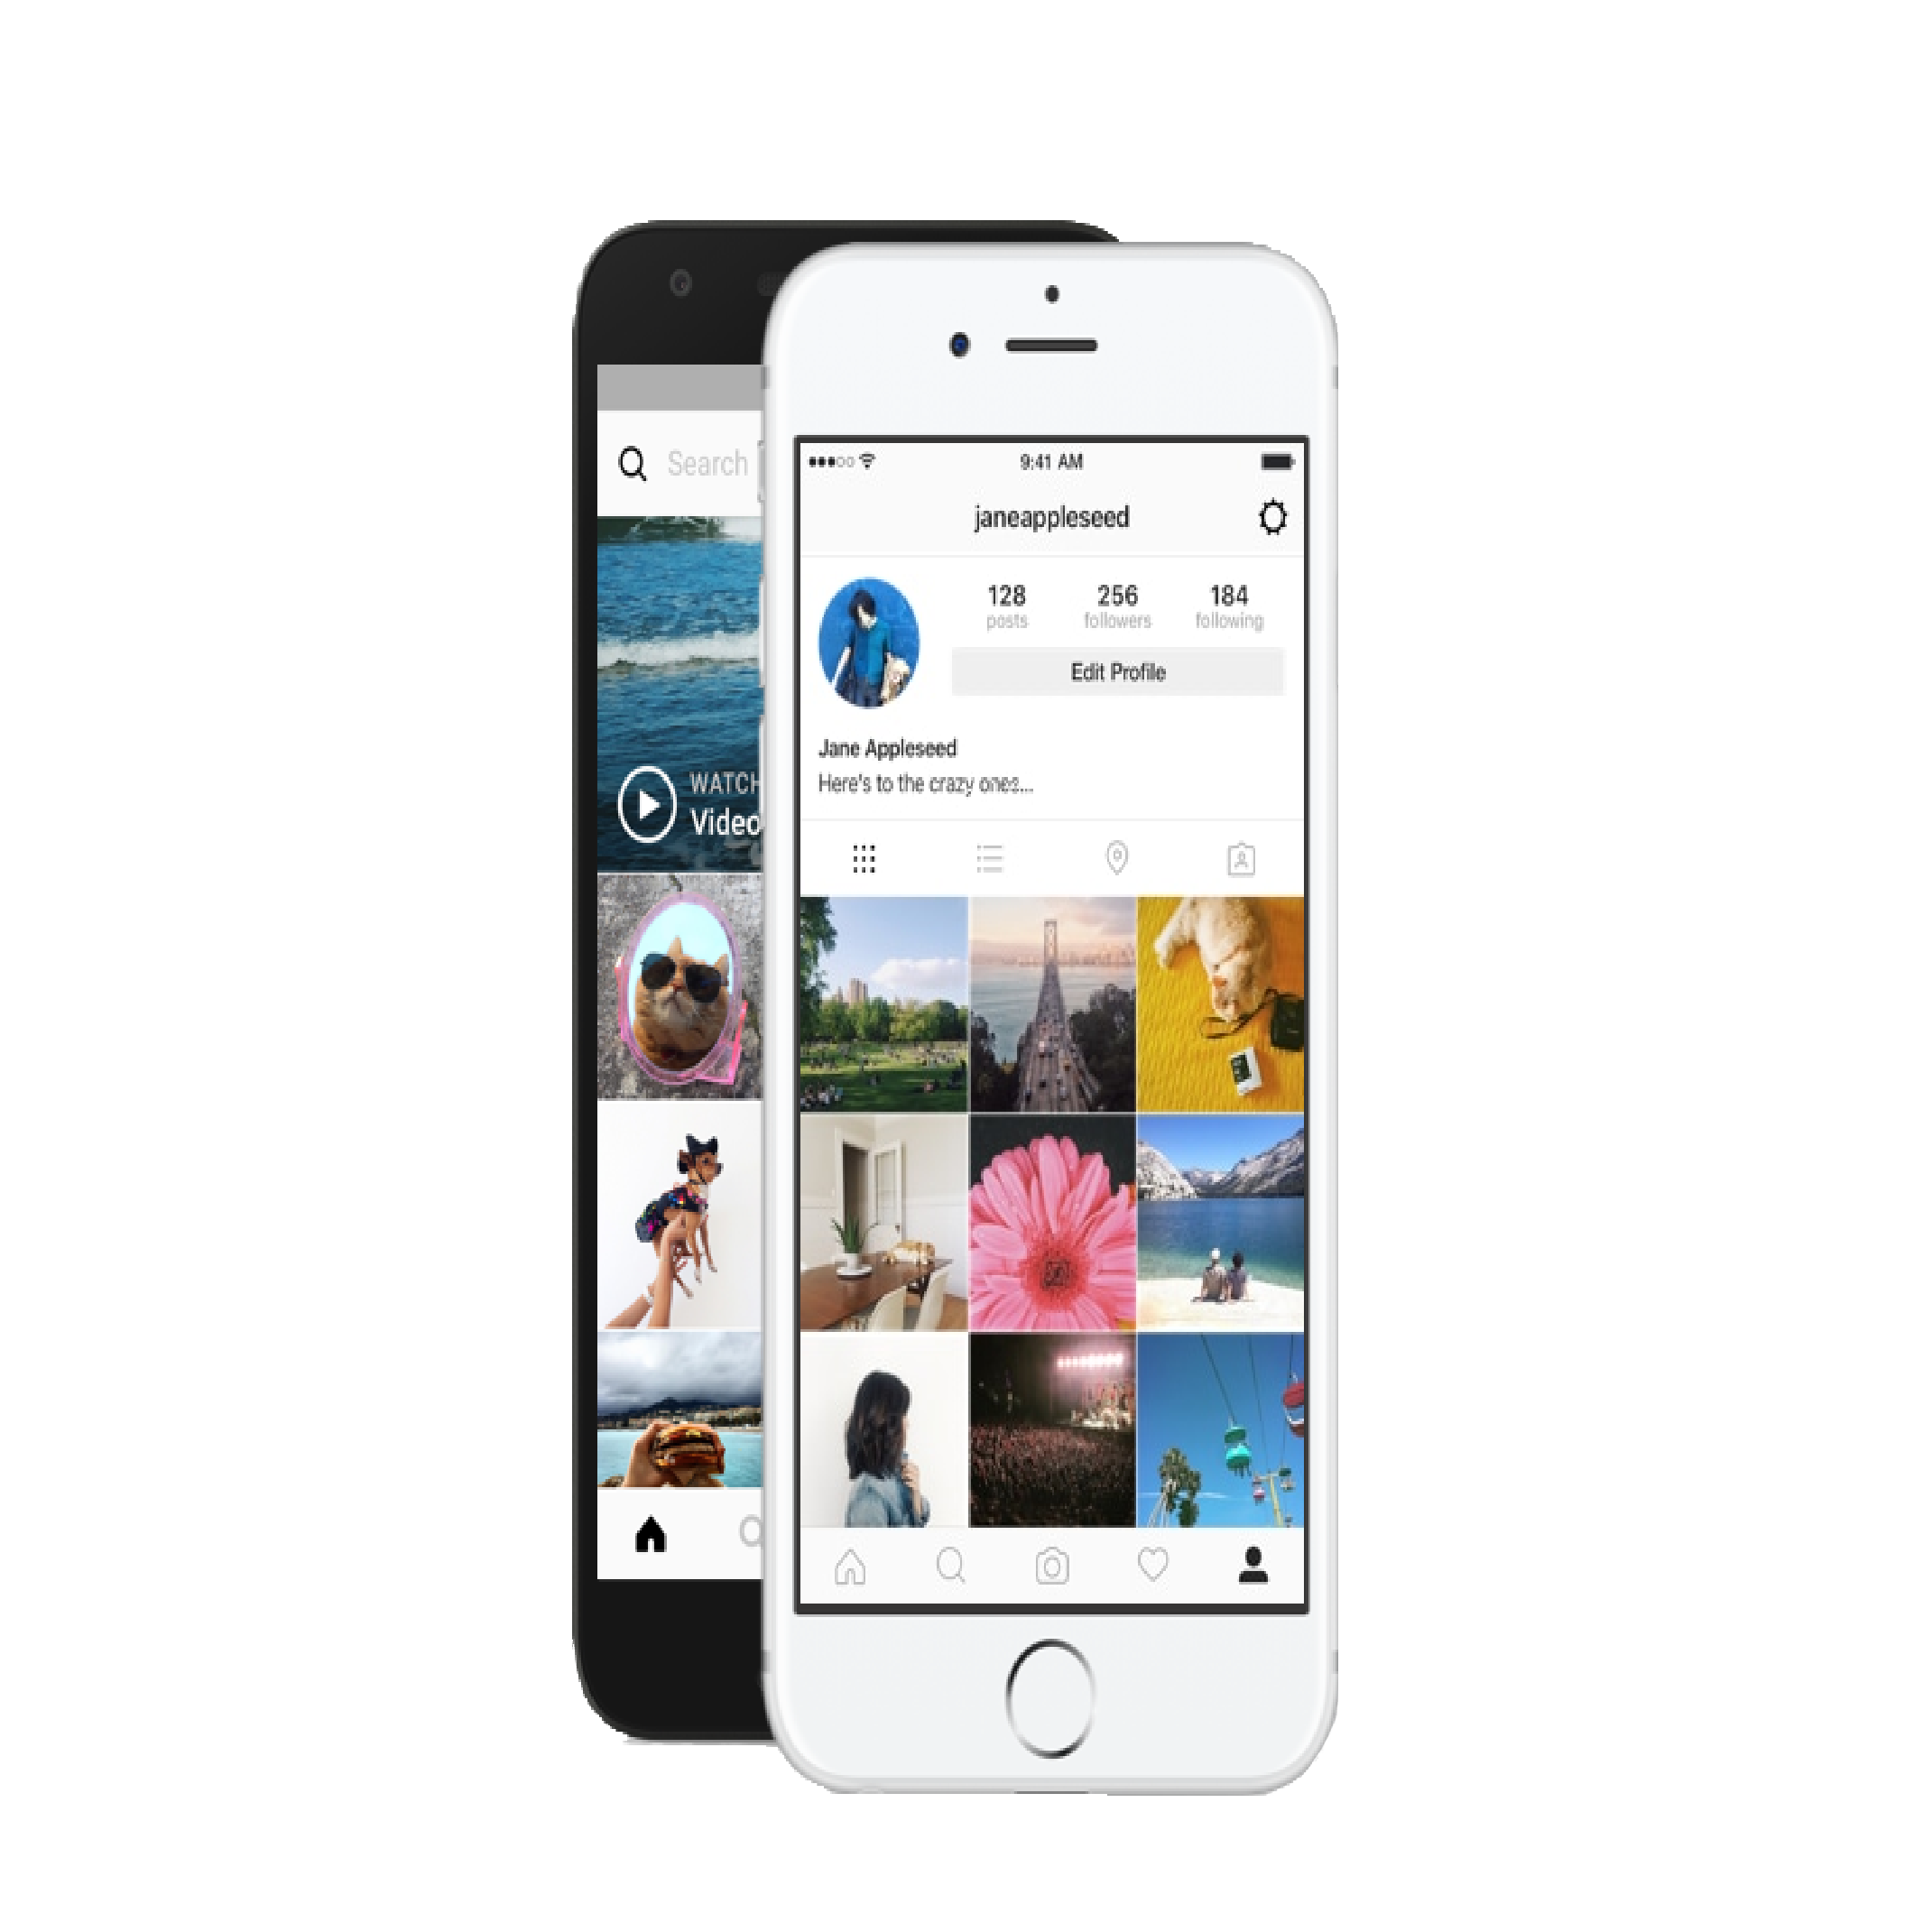 Search
WATCH
Video
9:41 AM
janeappleseed
128
256
184
posts
followers
following
Edit Profile
Jane Appleseed
Here's to the crazy ones...